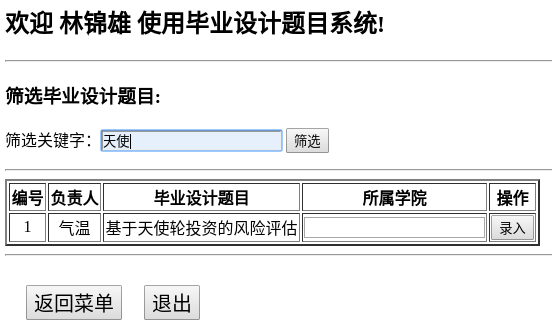 欢迎 林锦雄 使用毕业设计题目系统!
筛选毕业设计题目:
筛选关键字: 天使 筛选
编号 负责人 毕业设计题目 所属学院 操作
1 气温 基于天使轮投资的风险评估 录入
返回菜单 退出